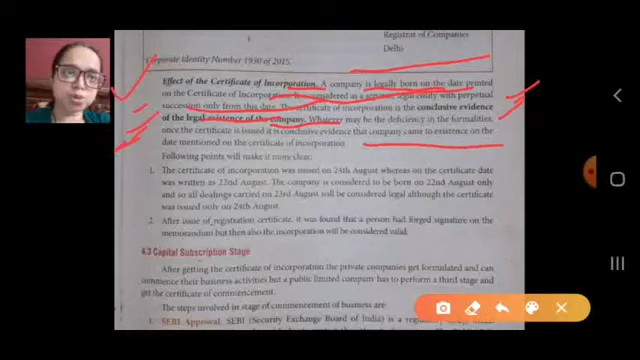 Registrar of Companies
Delhi
Corporate Identity Number 1930 of 2015.
Effect of the Certificate of Incorporation. A company is legally born on the date printed
on the Certificate of Incorporation. It is considered as a separate legal entity with perpetual
succession only from this date. The certificate of incorporation is the conclusive evidence
of the legal existence of the company. Whatever may be the deficiency in the formalities,
once the certificate is issued it is conclusive evidence that company came to existence on the
date mentioned on the certificate of incorporation.
Following points will make it more clear:
1. The certificate of incorporation was issued on 24th August whereas on the certificate date
was written as 22nd August. The company is considered to be born on 22nd August only
and so all dealings carried on 23rd August will be considered legal although the certificate
was issued only on 24th August.
2. After issue of registration certificate, it was found that a person had forged signature on the
memorandum but then also the incorporation will be considered valid.
4.3 Capital Subscription Stage
After getting the certificate of incorporation the private companies get formulated and can
commence their business activities but a public limited company has to perform a third stage and
get the certificate of commencement.
The steps involved in stage of commencement of business are:
1. SEBI Approval. SEBI (Security Exchange Board of India) is a